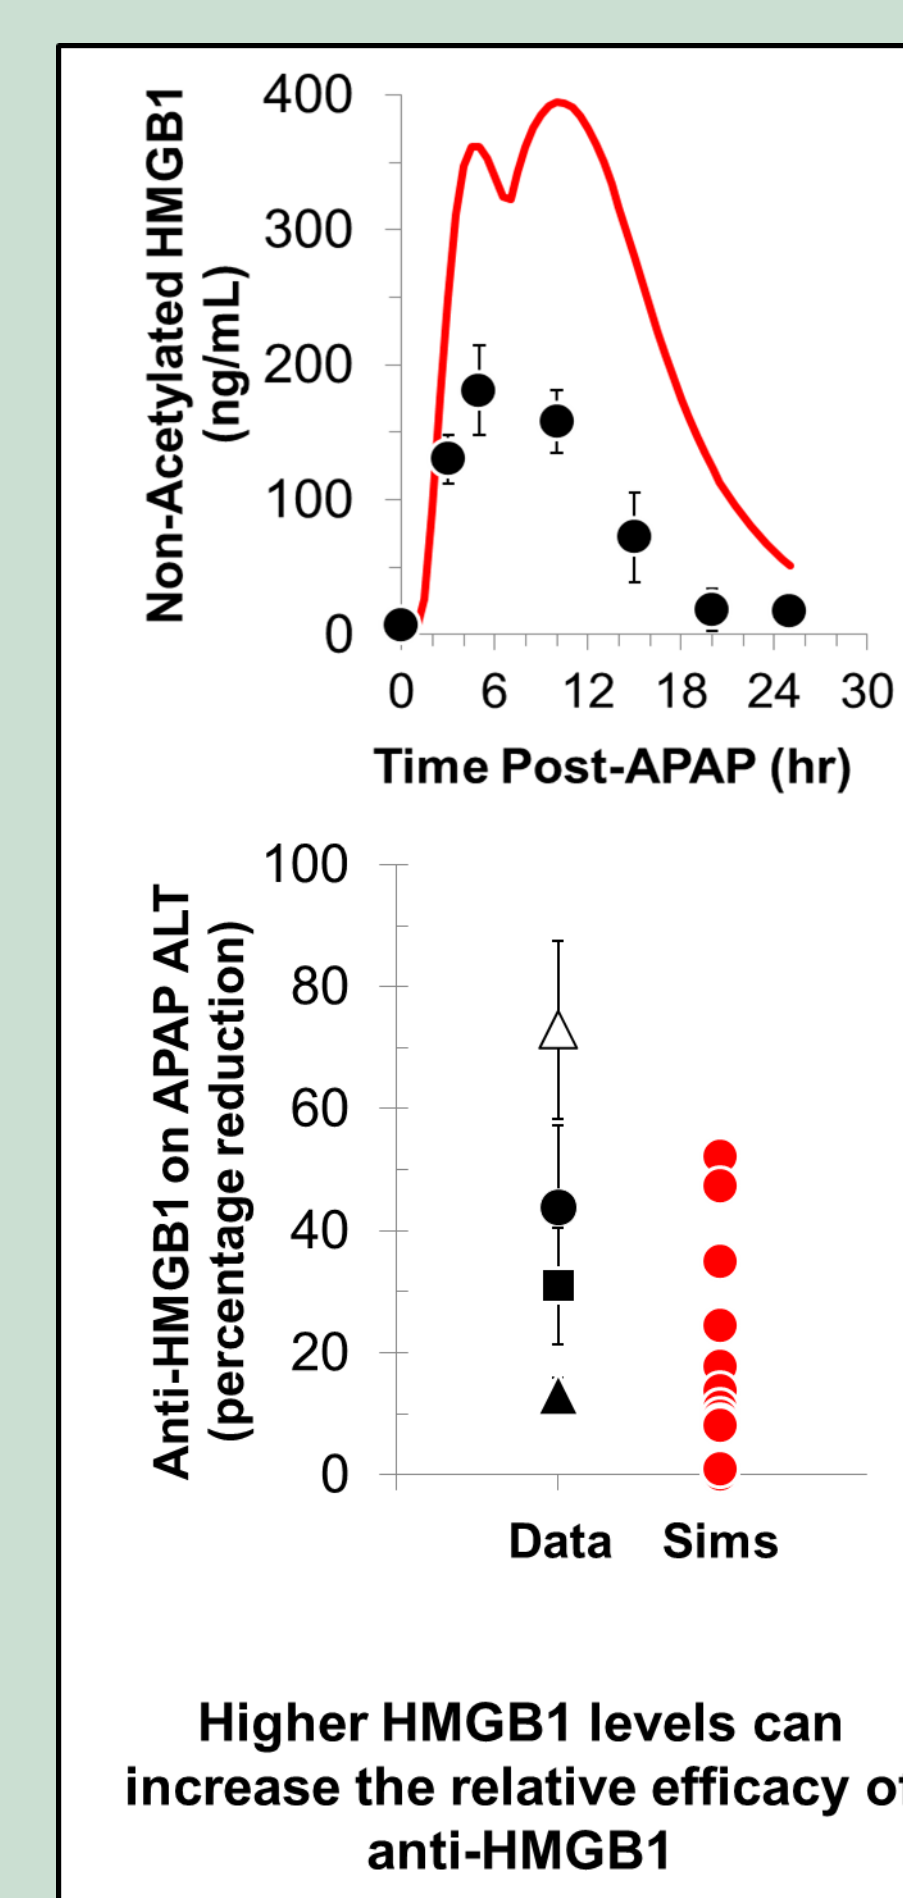 Non-Acetylated HMGB1
(ng/mL)
400
300
200
100
0
0 6 12 18 24 30
Time Post-APAP (hr)
Anti-HMGB1 on APAP ALT
(percentage reduction)
100
80
60
40
20
0
Data Sims
Higher HMGB1 levels can
increase the relative efficacy of
anti-HMGB1